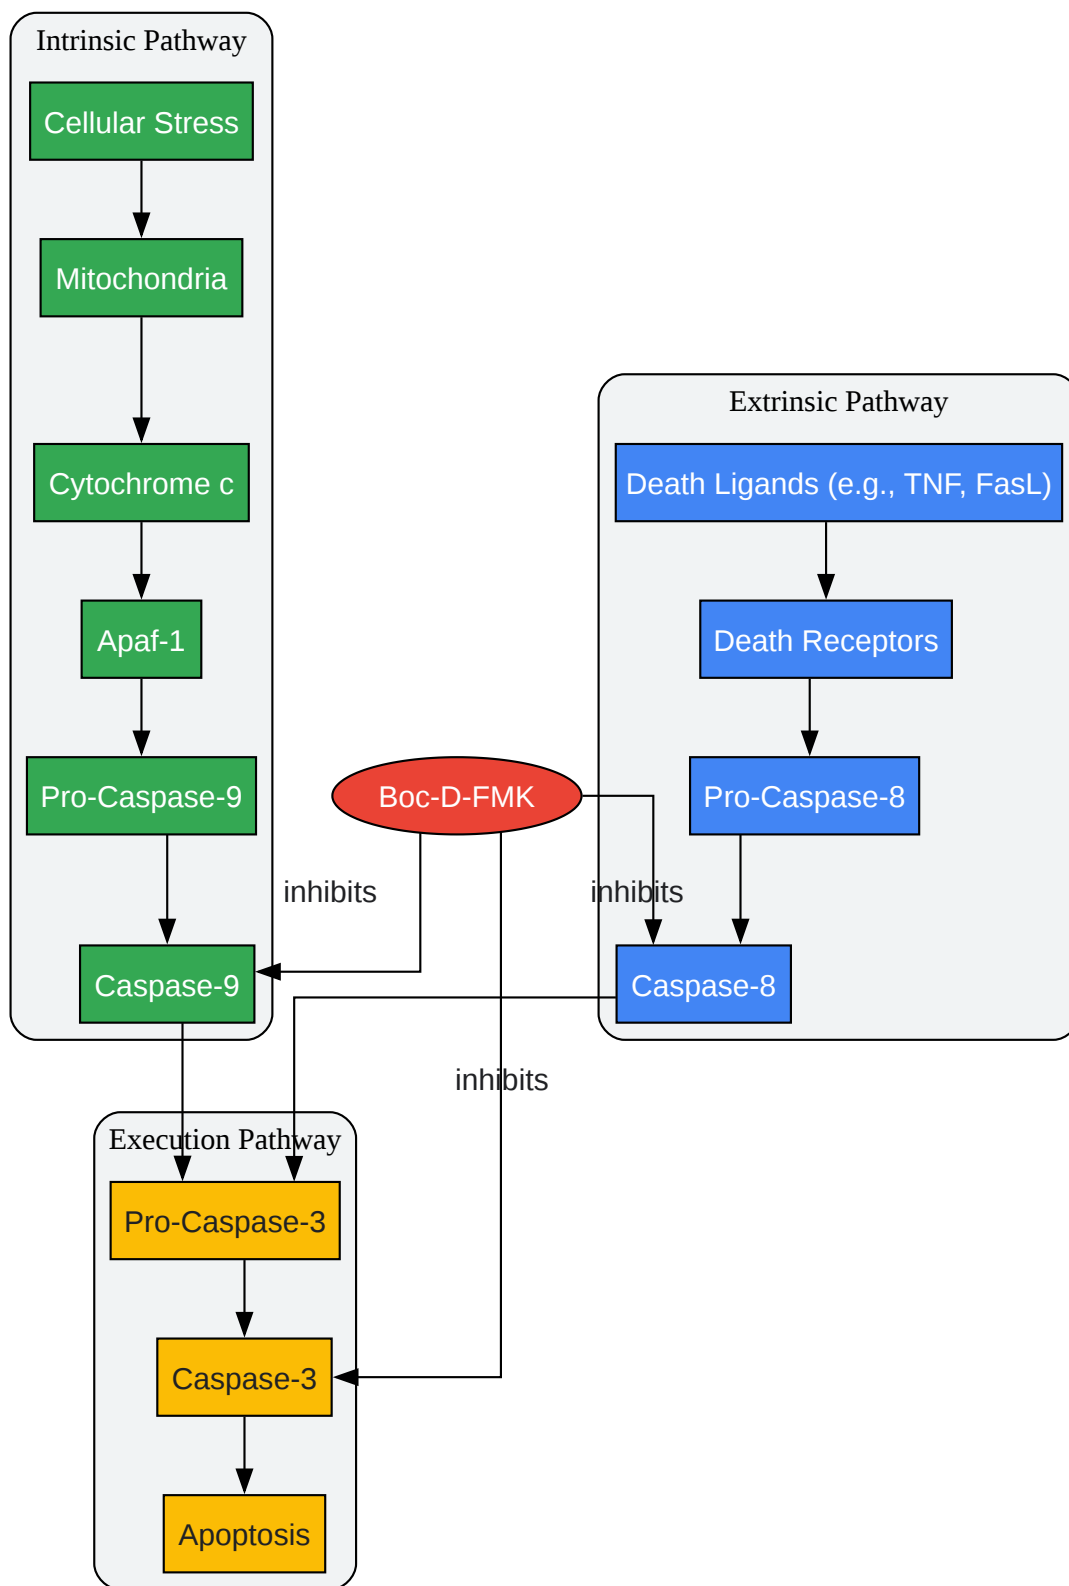 Intrinsic Pathway
Cellular Stress
Mitochondria
Cytochrome c
Apaf-1
Pro-Caspase-9
Caspase-9
Boc-D-FMK
inhibits
inhibits
inhibits
Extrinsic Pathway
Death Ligands (e.g., TNF, FasL)
Death Receptors
Pro-Caspase-8
Caspase-8
Execution Pathway
Pro-Caspase-3
Caspase-3
Apoptosis